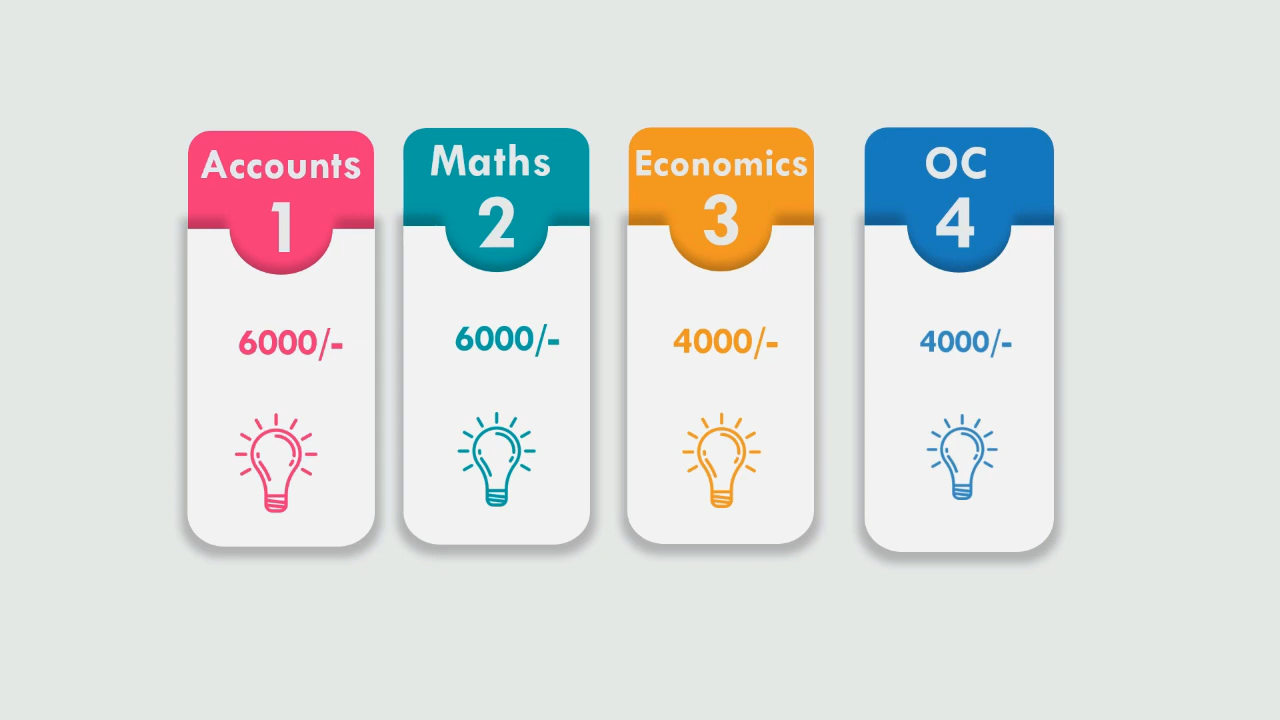 Accounts
1
6000/-
Maths
2
6000/-
Economics
3
4000/-
OC
4
4000/-